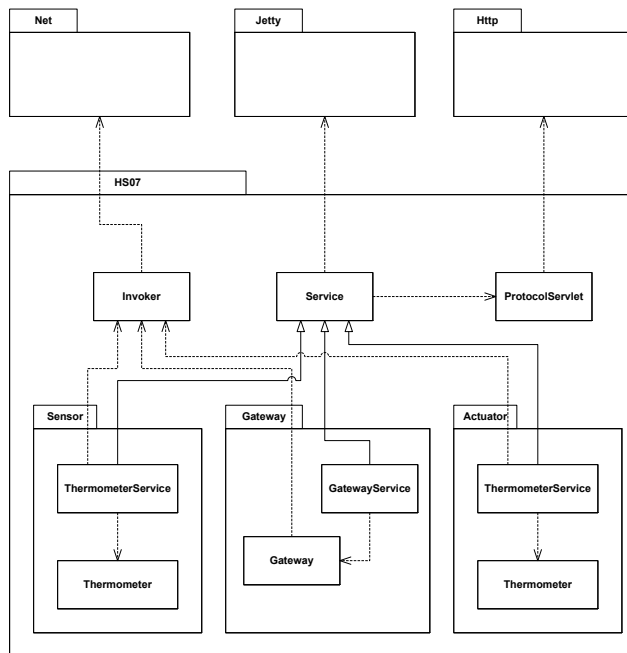 Net
Jetty
Http
HS07
Invoker
Service
ProtocolServlet
Sensor
Gateway
Actuator
ThermometerService
GatewayService
ThermometerService
Gateway
Thermometer
Thermometer